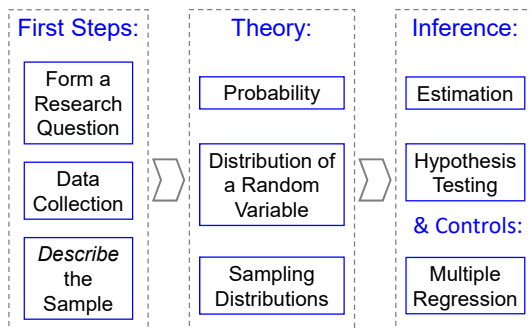 First Steps:
Form a
Research
Question
Data
Collection
Describe
the
Sample
Theory:
Probability
Distribution of
a Random
Variable
Sampling
Distributions
Inference:
Estimation
Hypothesis
Testing
& Controls:
Multiple
Regression